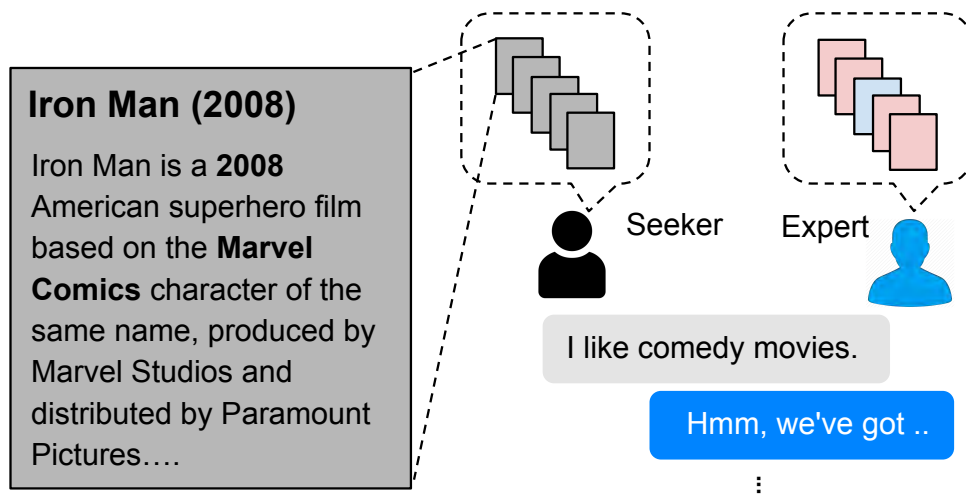 Iron Man (2008)
Iron Man is a 2008
American superhero film
based on the Marvel
Comics character of the
same name, produced by
Marvel Studios and
distributed by Paramount
Pictures….
Seeker
Expert
I like comedy movies.
Hmm, we've got ..
⋮